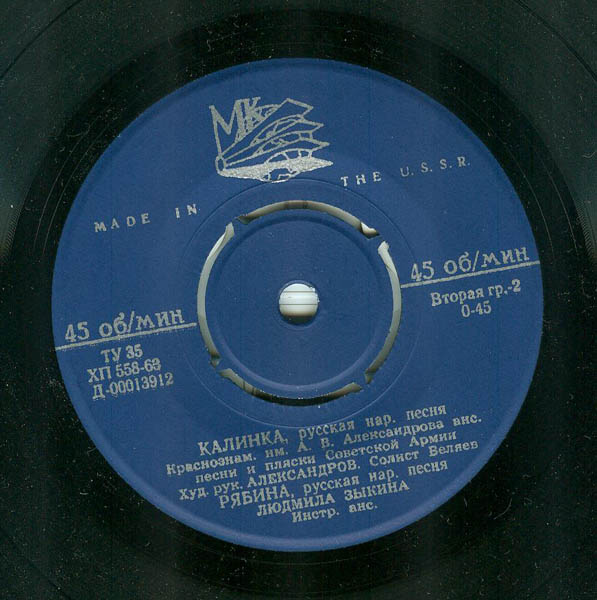 МК
MADE IN THE U.S.S.R.
45 об/мин
45 об/мин
ТУ 35
ХП 558-63
Д-00013912
Вторая гр.-2
0-45
КАЛИНКА, русская нар. песня
Краснознам. им. А. В. Александрова анс.
песни и пляски Советской Армии
Худ. рук. АЛЕКСАНДРОВ. Солист Веляев
РЯБИНА, русская нар. песня
ЛЮДМИЛА ЗЫКИНА
Инстр. анс.